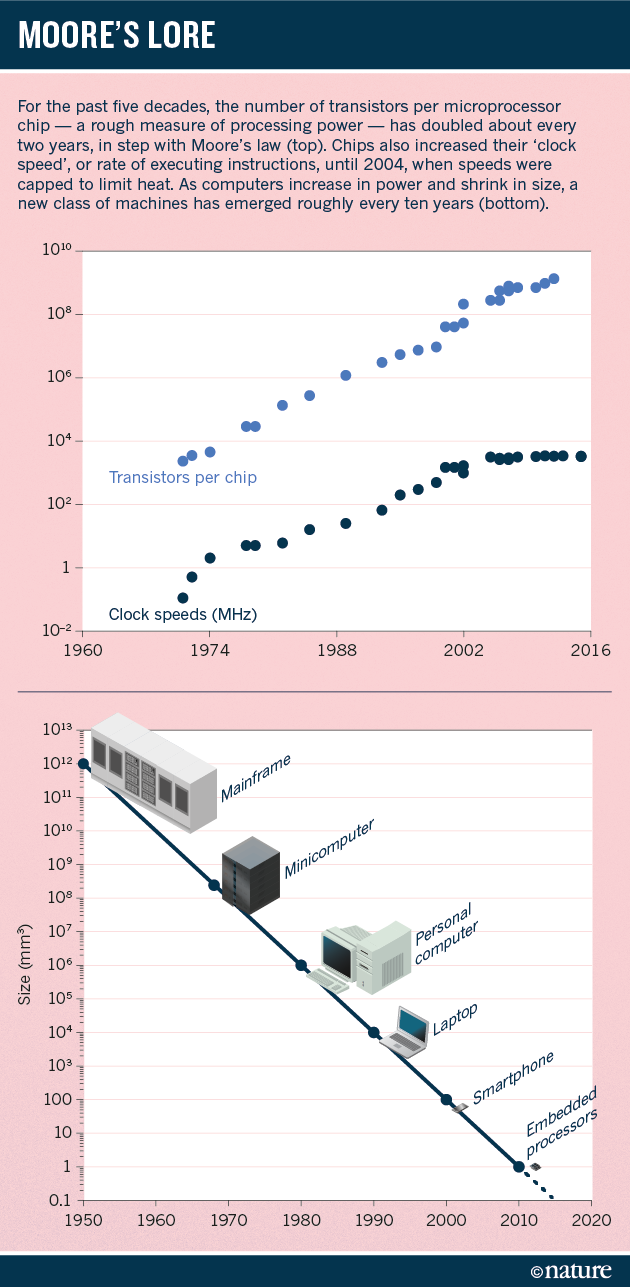 MOORE'S LORE
For the past five decades, the number of transistors per microprocessor
chip — a rough measure of processing power — has doubled about every
two years, in step with Moore's law (top). Chips also increased their 'clock
speed', or rate of executing instructions, until 2004, when speeds were
capped to limit heat. As computers increase in power and shrink in size, a
new class of machines has emerged roughly every ten years (bottom).
10¹⁰
10⁸
10⁶
10⁴
Transistors per chip
10²
1
Clock speeds (MHz)
10⁻²
1960 1974 1988 2002 2016
10¹³
10¹²
10¹¹
10¹⁰
10⁹
10⁸
10⁷
10⁶
10⁵
10⁴
10³
100
10
1
0.1
Size (mm³)
Mainframe
Minicomputer
Personal
computer
Laptop
Smartphone
Embedded
processors
1950 1960 1970 1980 1990 2000 2010 2020
©nature